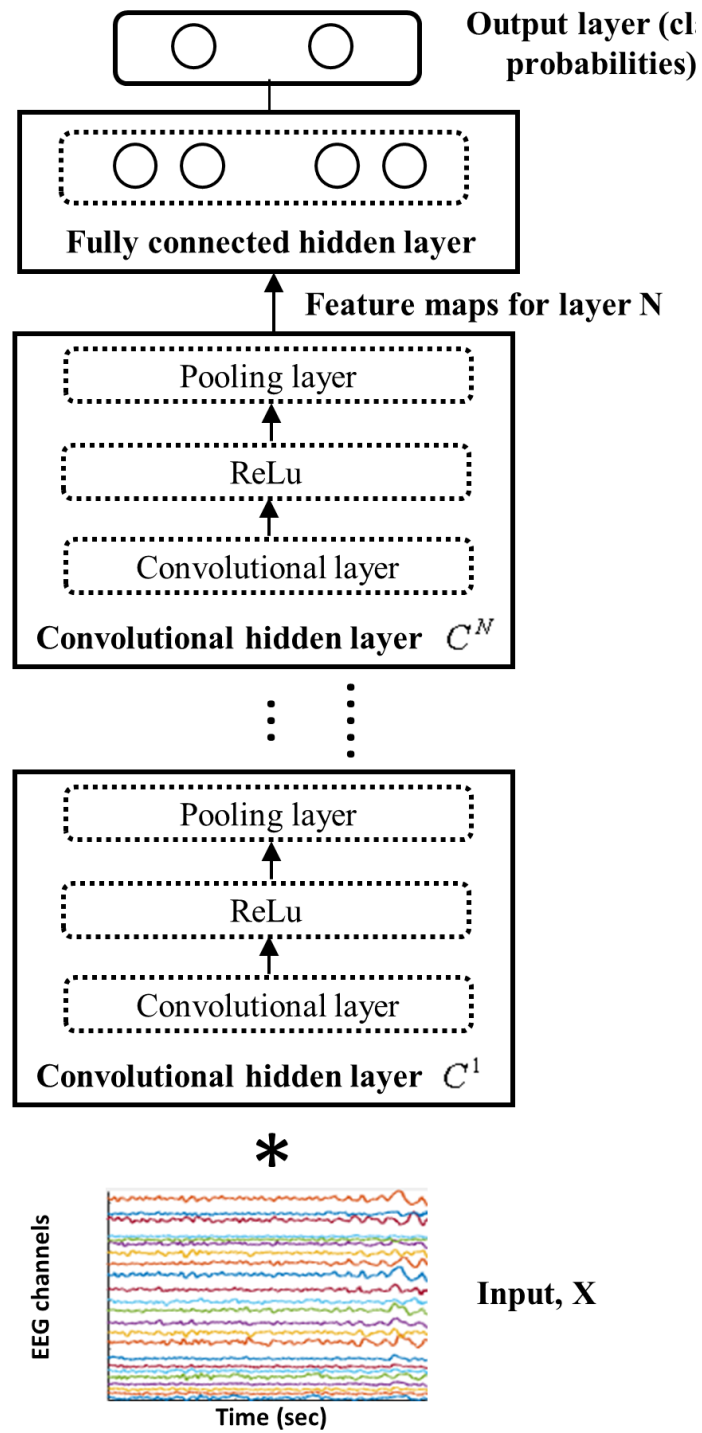 Output layer (cl
probabilities)
Fully connected hidden layer
Feature maps for layer N
Pooling layer
ReLu
Convolutional layer
Convolutional hidden layer C^N
Pooling layer
ReLu
Convolutional layer
Convolutional hidden layer C^1
*
EEG channels
Input, X
Time (sec)